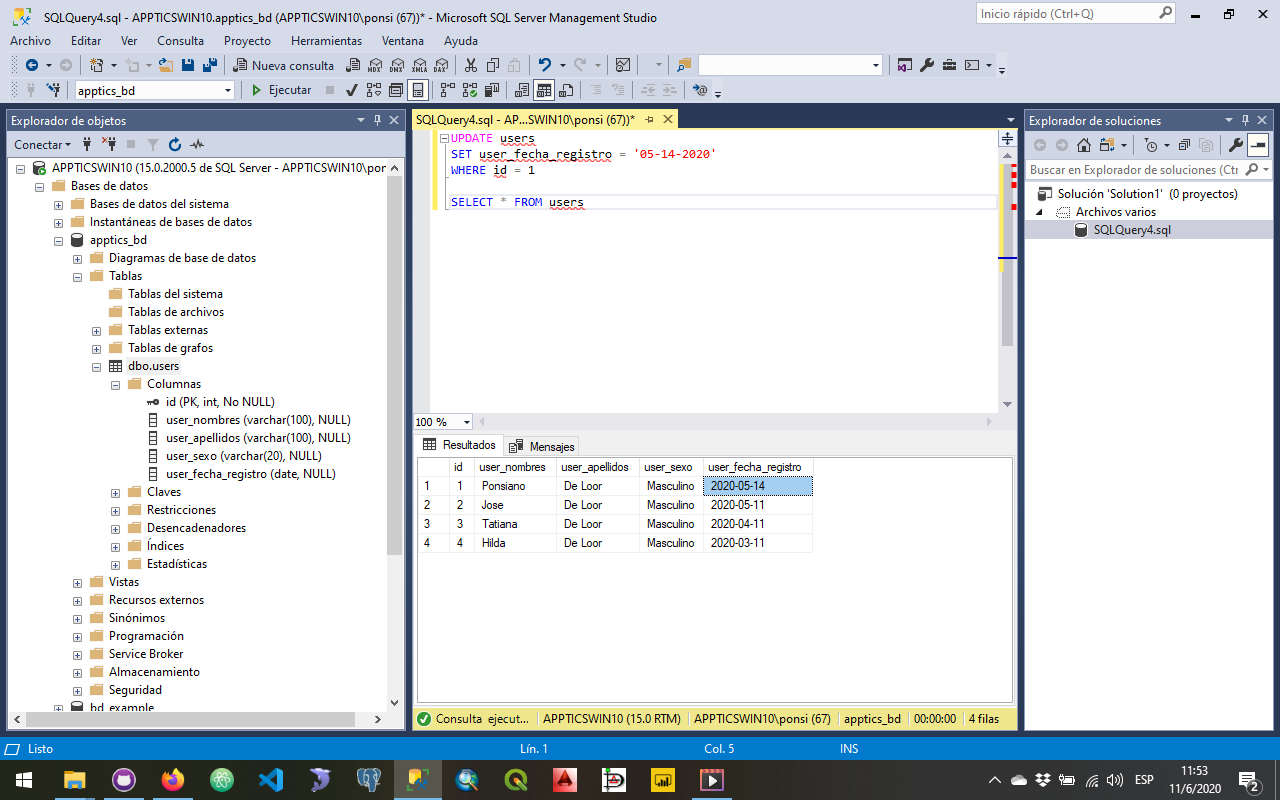 SQLQuery4.sql - APPTICSWIN10.apptics_bd (APPTICSWIN10\ponsi (67))* - Microsoft SQL Server Management Studio
Inicio rápido (Ctrl+Q)
Archivo Editar Ver Consulta Proyecto Herramientas Ventana Ayuda
Nueva consulta MDX DMX XMLA DAX
apptics_bd Ejecutar
Explorador de objetos
Conectar
APPTICSWIN10 (15.0.2000.5 de SQL Server - APPTICSWIN10\por
Bases de datos
Bases de datos del sistema
Instantáneas de bases de datos
apptics_bd
Diagramas de base de datos
Tablas
Tablas del sistema
Tablas de archivos
Tablas externas
Tablas de grafos
dbo.users
Columnas
id (PK, int, No NULL)
user_nombres (varchar(100), NULL)
user_apellidos (varchar(100), NULL)
user_sexo (varchar(20), NULL)
user_fecha_registro (date, NULL)
Claves
Restricciones
Desencadenadores
Índices
Estadísticas
Vistas
Recursos externos
Sinónimos
Programación
Service Broker
Almacenamiento
Seguridad
bd_example
SQLQuery4.sql - AP...SWIN10\ponsi (67))*
UPDATE users
SET user_fecha_registro = '05-14-2020'
WHERE id = 1
SELECT * FROM users
100 %
Resultados Mensajes
id user_nombres user_apellidos user_sexo user_fecha_registro
1 1 Ponsiano De Loor Masculino 2020-05-14
2 2 Jose De Loor Masculino 2020-05-11
3 3 Tatiana De Loor Masculino 2020-04-11
4 4 Hilda De Loor Masculino 2020-03-11
Consulta ejecut... APPTICSWIN10 (15.0 RTM) APPTICSWIN10\ponsi (67) apptics_bd 00:00:00 4 filas
Explorador de soluciones
Buscar en Explorador de soluciones (Ctr
Solución 'Solution1' (0 proyectos)
Archivos varios
SQLQuery4.sql
Listo Lín. 1 Col. 5 INS
ESP
11:53
11/6/2020
2